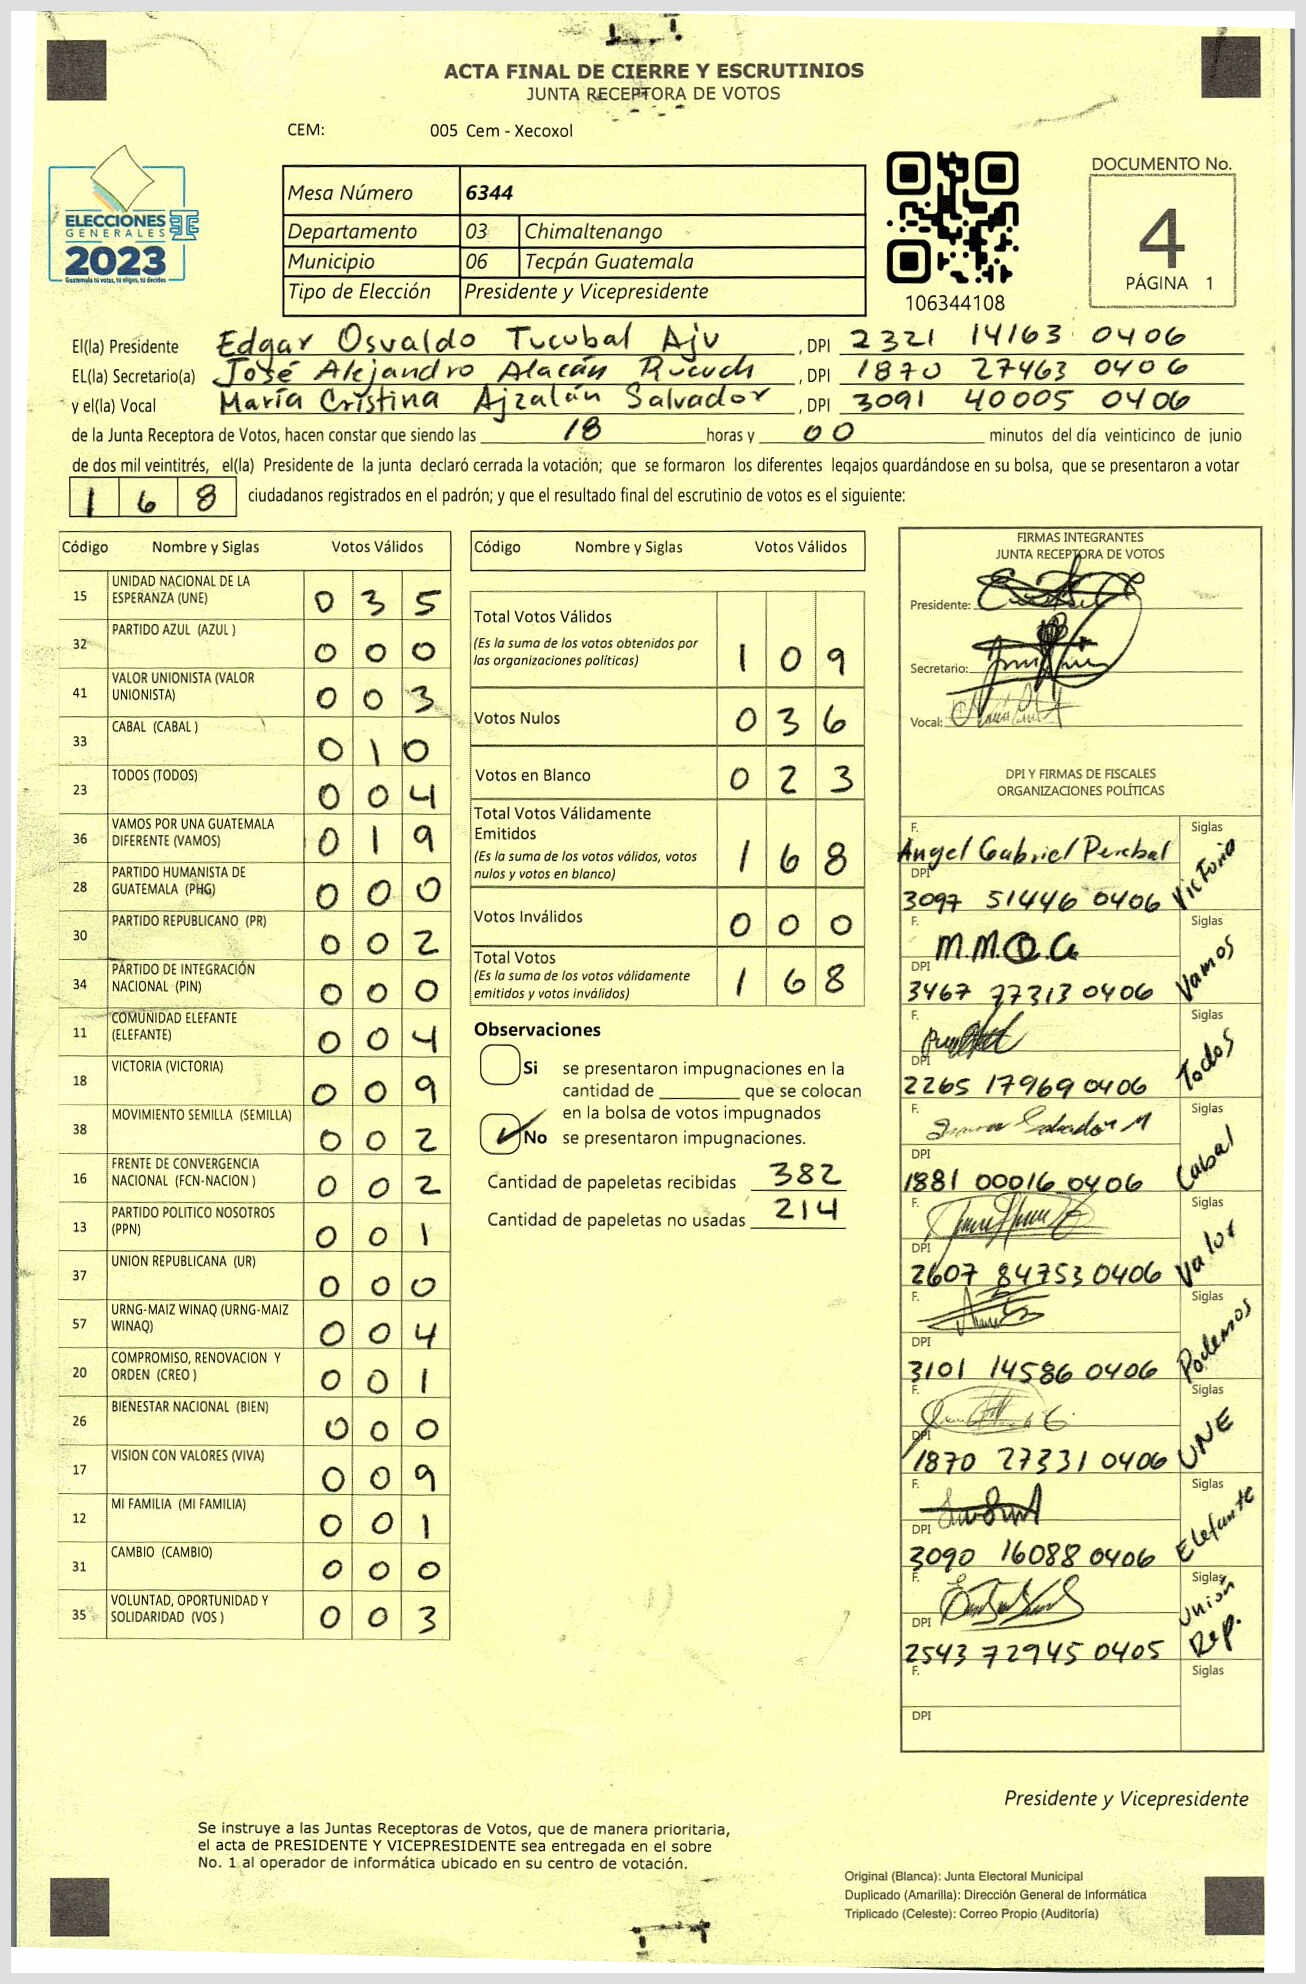 ACTA FINAL DE CIERRE Y ESCRUTINIOS
JUNTA RECEPTORA DE VOTOS
CEM: 005 Cem - Xecoxol
ELECCIONES
GENERALES
2023
Guatemala tú votas, tú eliges, tú decides
Mesa Número 6344
Departamento 03 Chimaltenango
Municipio 06 Tecpán Guatemala
Tipo de Elección Presidente y Vicepresidente
106344108
DOCUMENTO No.
4
PÁGINA 1
El(la) Presidente Edgar Osvaldo Tucubal Ajú, DPI 2321 14163 0406
EL(la) Secretario(a) José Alejandro Alacán Rucuch, DPI 1870 27463 0406
y el(la) Vocal María Cristina Ajzalán Salvador, DPI 3091 40005 0406
de la Junta Receptora de Votos, hacen constar que siendo las 18 horas y 00 minutos del día veinticinco de junio
de dos mil veintitrés, el(la) Presidente de la junta declaró cerrada la votación; que se formaron los diferentes legajos guardándose en su bolsa, que se presentaron a votar
168 ciudadanos registrados en el padrón; y que el resultado final del escrutinio de votos es el siguiente:
Código Nombre y Siglas Votos Válidos
15 UNIDAD NACIONAL DE LA ESPERANZA (UNE) 0 3 5
32 PARTIDO AZUL (AZUL ) 0 0 0
41 VALOR UNIONISTA (VALOR UNIONISTA) 0 0 3
33 CABAL (CABAL ) 0 1 0
23 TODOS (TODOS) 0 0 4
36 VAMOS POR UNA GUATEMALA DIFERENTE (VAMOS) 0 1 9
28 PARTIDO HUMANISTA DE GUATEMALA (PHG) 0 0 0
30 PARTIDO REPUBLICANO (PR) 0 0 2
34 PARTIDO DE INTEGRACIÓN NACIONAL (PIN) 0 0 0
11 COMUNIDAD ELEFANTE (ELEFANTE) 0 0 4
18 VICTORIA (VICTORIA) 0 0 9
38 MOVIMIENTO SEMILLA (SEMILLA) 0 0 2
16 FRENTE DE CONVERGENCIA NACIONAL (FCN-NACION ) 0 0 2
13 PARTIDO POLITICO NOSOTROS (PPN) 0 0 1
37 UNION REPUBLICANA (UR) 0 0 0
57 URNG-MAIZ WINAQ (URNG-MAIZ WINAQ) 0 0 4
20 COMPROMISO, RENOVACION Y ORDEN (CREO ) 0 0 1
26 BIENESTAR NACIONAL (BIEN) 0 0 0
17 VISION CON VALORES (VIVA) 0 0 9
12 MI FAMILIA (MI FAMILIA) 0 0 1
31 CAMBIO (CAMBIO) 0 0 0
35 VOLUNTAD, OPORTUNIDAD Y SOLIDARIDAD (VOS ) 0 0 3
Código Nombre y Siglas Votos Válidos
Total Votos Válidos
(Es la suma de los votos obtenidos por
las organizaciones políticas) 1 0 9
Votos Nulos 0 3 6
Votos en Blanco 0 2 3
Total Votos Válidamente
Emitidos
(Es la suma de los votos válidos, votos
nulos y votos en blanco) 1 6 8
Votos Inválidos 0 0 0
Total Votos
(Es la suma de los votos válidamente
emitidos y votos inválidos) 1 6 8
Observaciones
Si se presentaron impugnaciones en la
cantidad de ________ que se colocan
en la bolsa de votos impugnados
No se presentaron impugnaciones.
Cantidad de papeletas recibidas 382
Cantidad de papeletas no usadas 214
FIRMAS INTEGRANTES
JUNTA RECEPTORA DE VOTOS
Presidente:
Secretario:
Vocal:
DPI Y FIRMAS DE FISCALES
ORGANIZACIONES POLÍTICAS
F. Angel Gabriel Percbal Siglas Victoria
DPI 3097 51446 0406
F. M.M.Q.G Siglas Vamos
DPI 3467 77313 0406
F. Siglas Todos
DPI 2265 17969 0406
F. Siglas Cabal
DPI 1881 00016 0406
F. Siglas Valor
DPI 2607 84753 0406
F. Siglas Podemos
DPI 3101 14586 0406
F. Siglas UNE
DPI 1870 27331 0406
F. Siglas Elefante
DPI 3090 16088 0406
F. Siglas Unión Rep.
DPI 2543 72945 0405
F. Siglas
DPI
Presidente y Vicepresidente
Se instruye a las Juntas Receptoras de Votos, que de manera prioritaria,
el acta de PRESIDENTE Y VICEPRESIDENTE sea entregada en el sobre
No. 1 al operador de informática ubicado en su centro de votación.
Original (Blanca): Junta Electoral Municipal
Duplicado (Amarilla): Dirección General de Informática
Triplicado (Celeste): Correo Propio (Auditoría)